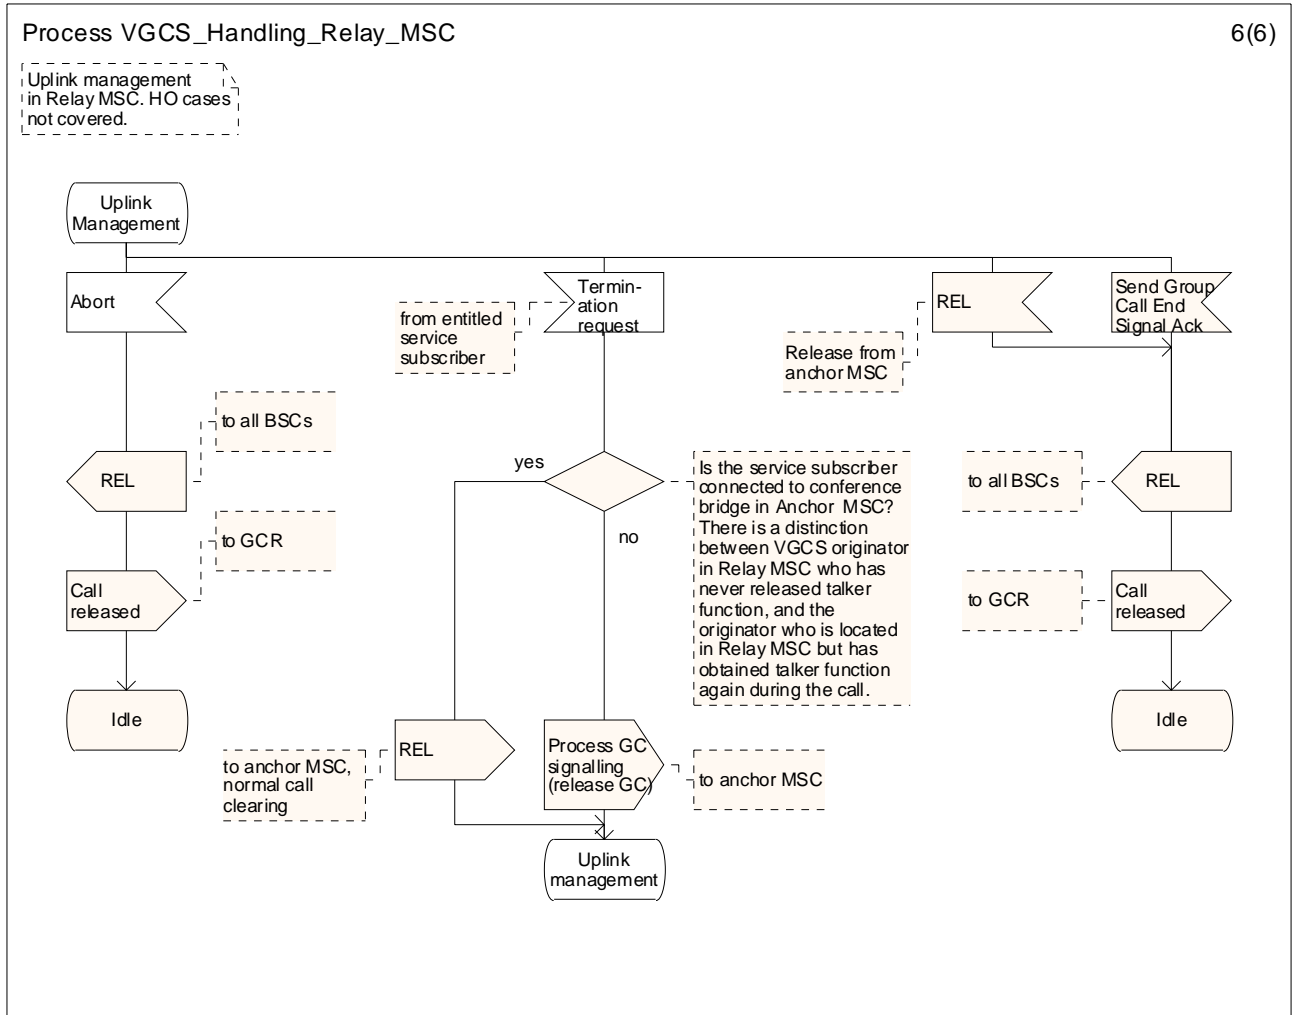 Process VGCS_Handling_Relay_MSC
6(6)
Uplink management
in Relay MSC. HO cases
not covered.
Uplink
Management
Abort
Termin-
ation
request
from entitled
service
subscriber
REL
Release from
anchor MSC
Send Group
Call End
Signal Ack
to all BSCs
REL
to GCR
Call
released
Idle
yes
no
Is the service subscriber
connected to conference
bridge in Anchor MSC?
There is a distinction
between VGCS originator
in Relay MSC who has
never released talker
function, and the
originator who is located
in Relay MSC but has
obtained talker function
again during the call.
REL
to anchor MSC,
normal call
clearing
Process GC
signalling
(release GC)
to anchor MSC
Uplink
management
to all BSCs
REL
to GCR
Call
released
Idle